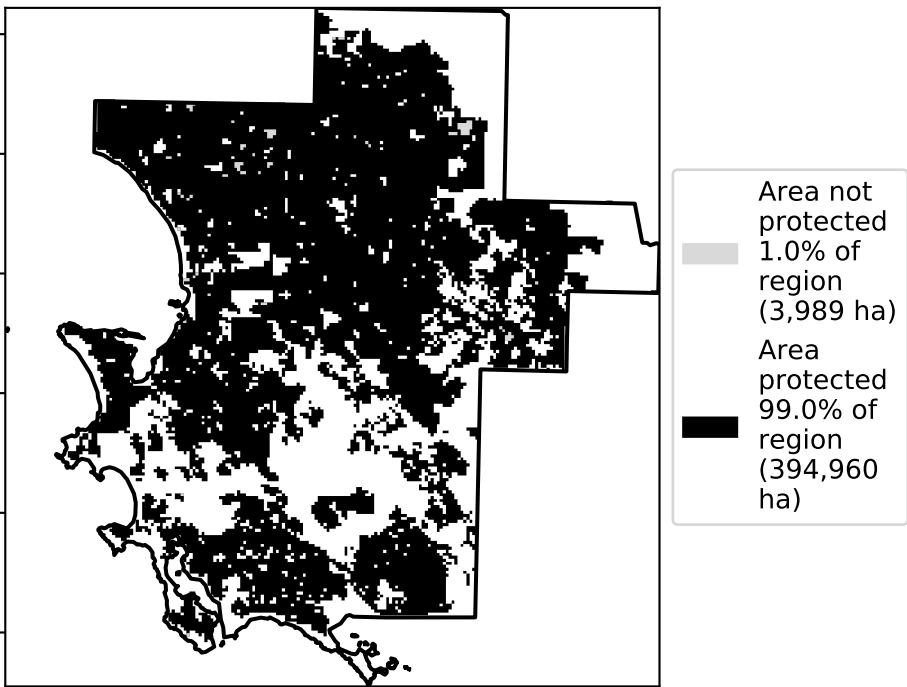 Area not
protected
1.0% of
region
(3,989 ha)
Area
protected
99.0% of
region
(394,960
ha)